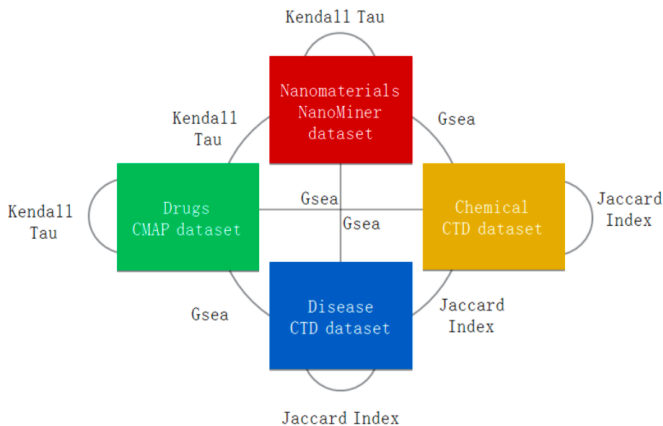 Kendall Tau
Nanomaterials
NanoMiner
dataset
Kendall
Tau
Gsea
Kendall
Tau
Drugs
CMAP dataset
Gsea
Gsea
Chemical
CTD dataset
Jaccard
Index
Gsea
Disease
CTD dataset
Jaccard
Index
Jaccard Index